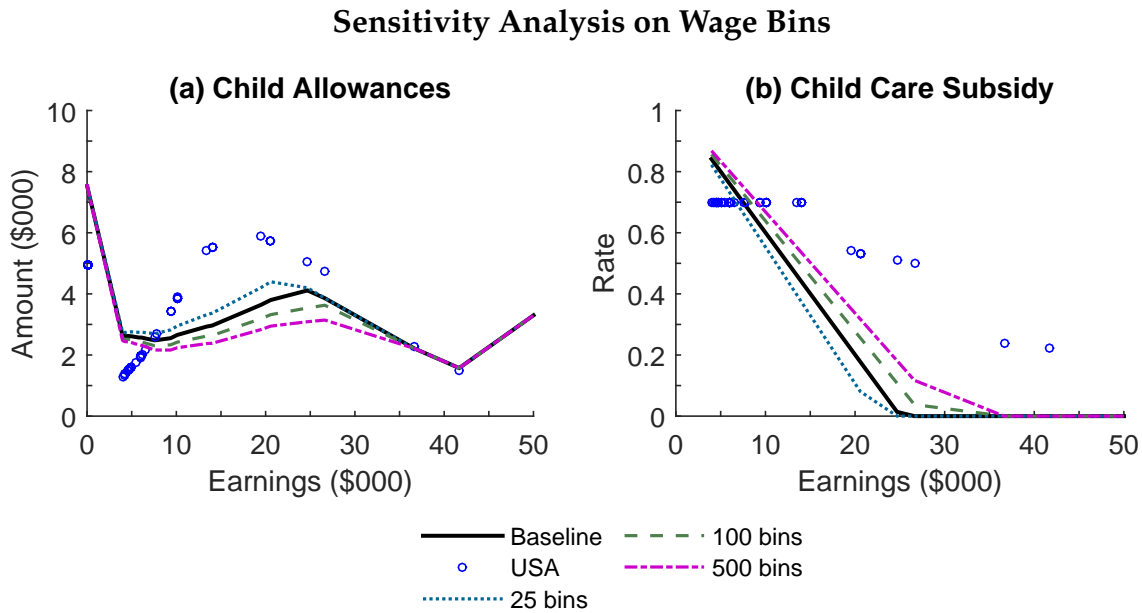 Sensitivity Analysis on Wage Bins
(a) Child Allowances
10
8
6
4
2
0
Amount ($000)
0 10 20 30 40 50
Earnings ($000)
(b) Child Care Subsidy
1
0.8
0.6
0.4
0.2
0
Rate
0 10 20 30 40 50
Earnings ($000)
Baseline
USA
25 bins
100 bins
500 bins